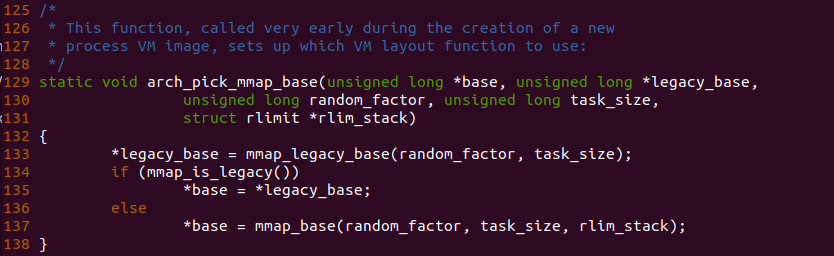 125 /*
126  * This function, called very early during the creation of a new
127  * process VM image, sets up which VM layout function to use:
128  */
129 static void arch_pick_mmap_base(unsigned long *base, unsigned long *legacy_base,
130                 unsigned long random_factor, unsigned long task_size,
131                 struct rlimit *rlim_stack)
132 {
133         *legacy_base = mmap_legacy_base(random_factor, task_size);
134         if (mmap_is_legacy())
135                 *base = *legacy_base;
136         else
137                 *base = mmap_base(random_factor, task_size, rlim_stack);
138 }